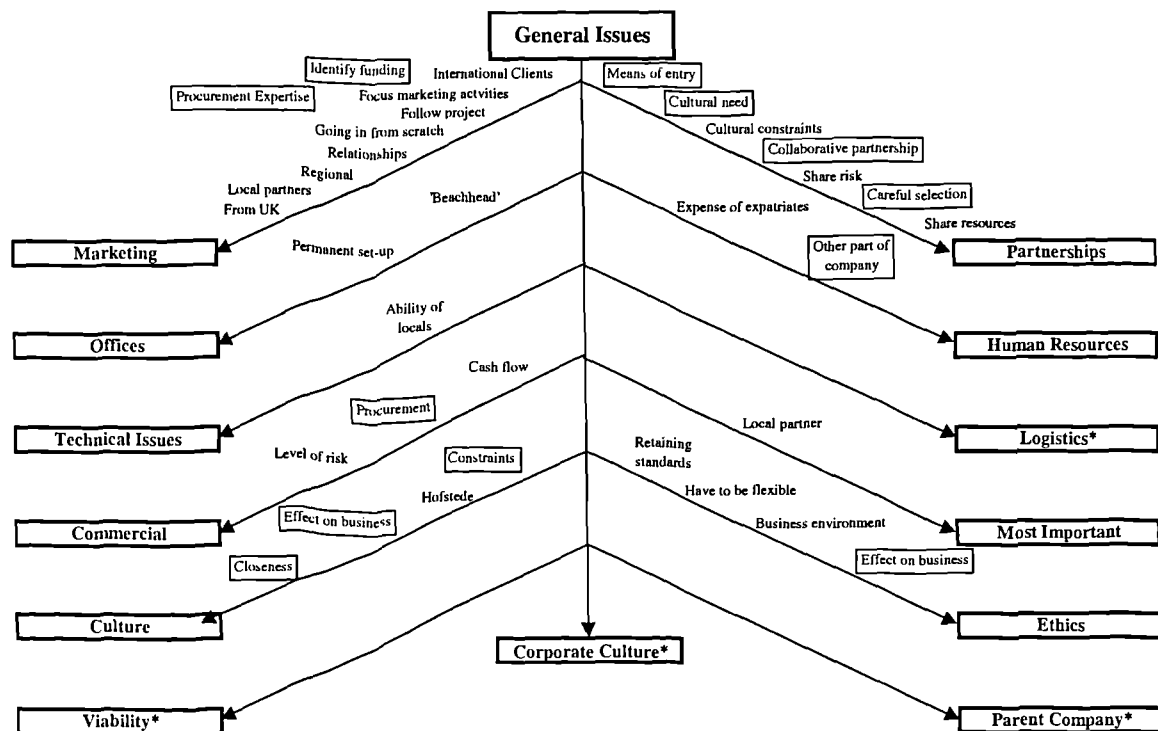 General Issues
Identify funding
International Clients
Means of entry
Procurement Expertise
Focus marketing actvities
Cultural need
Follow project
Going in from scratch
Cultural constraints
Relationships
Collaborative partnership
Regional
Share risk
Local partners
'Beachhead'
Careful selection
From UK
Expense of expatriates
Share resources
Marketing
Permanent set-up
Other part of
company
Partnerships
Ability of
locals
Offices
Human Resources
Cash flow
Procurement
Local partner
Technical Issues
Level of risk
Constraints
Retaining
standards
Logistics*
Hofstede
Have to be flexible
Effect on business
Business environment
Commercial
Most Important
Closeness
Effect on business
Culture
Ethics
Corporate Culture*
Viability*
Parent Company*